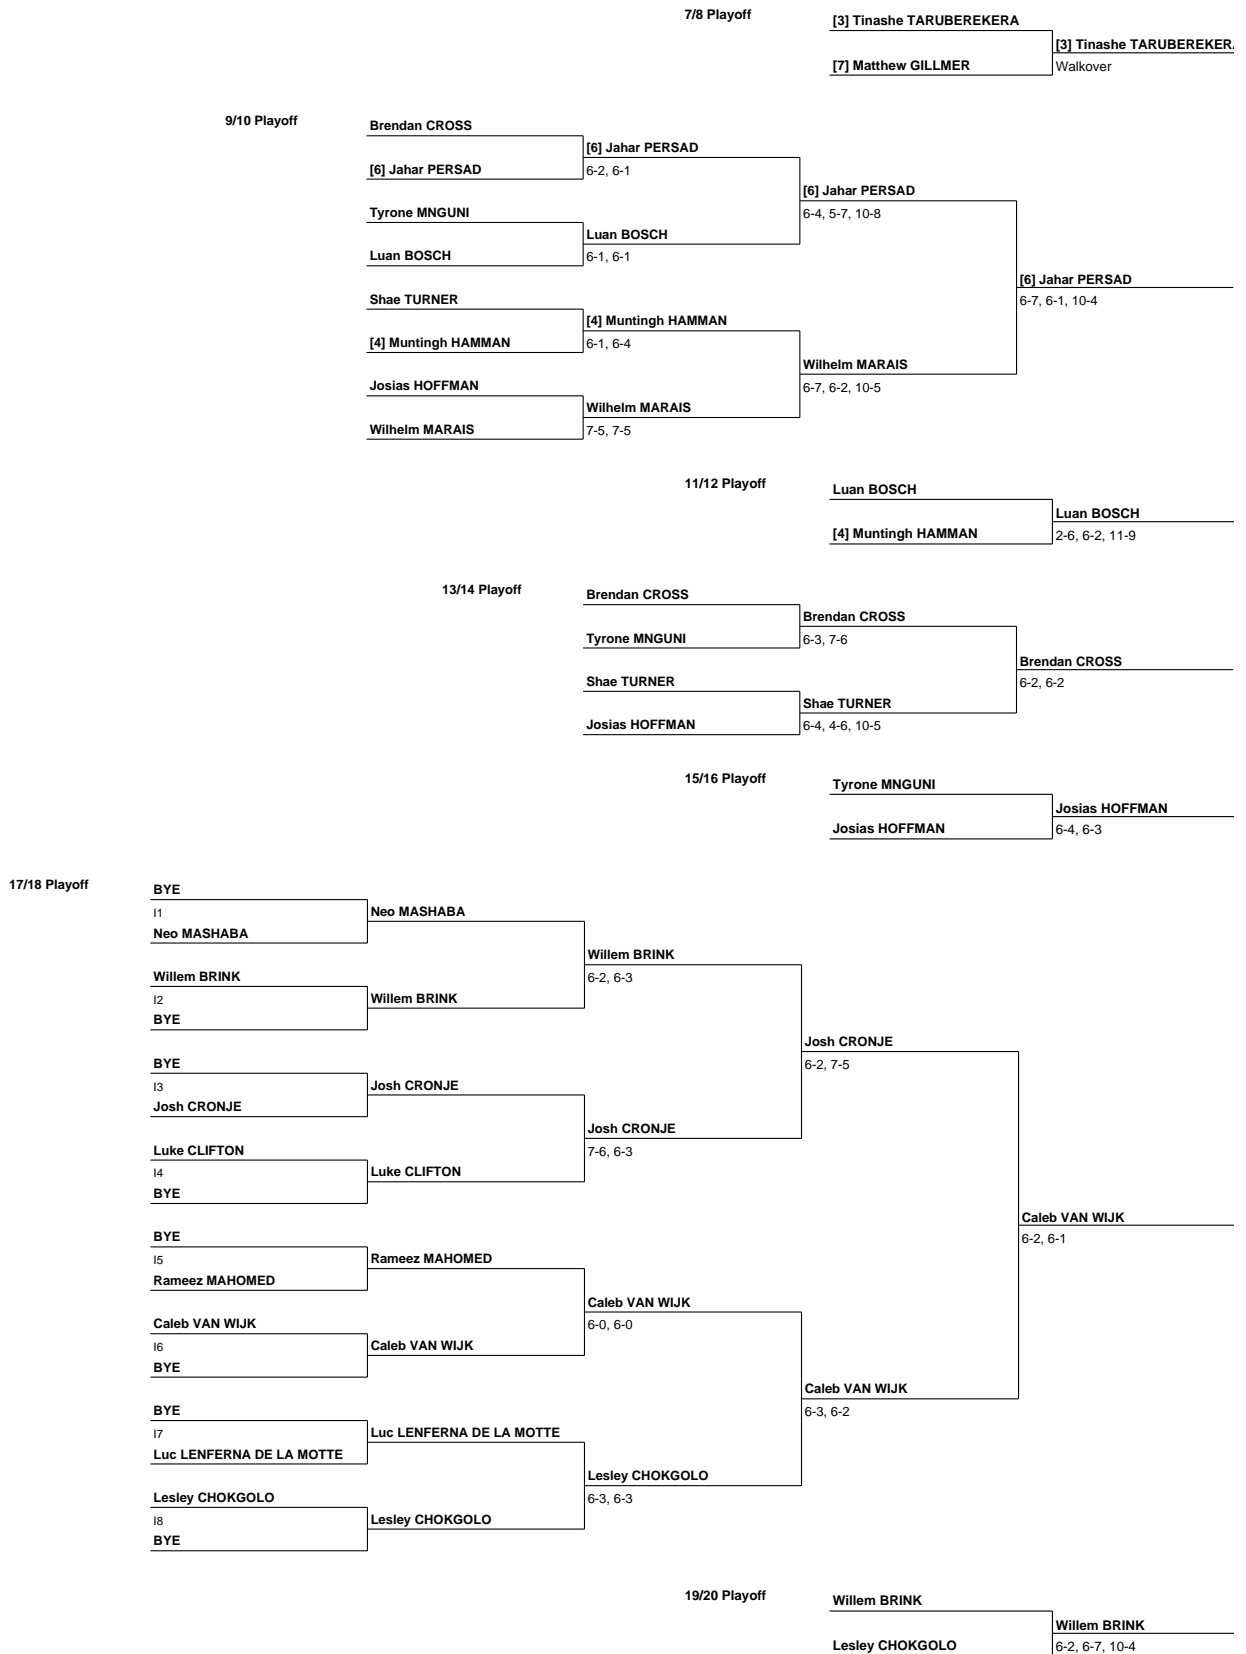 7/8 Playoff
[3] Tinashe TARUBEREKERA
[3] Tinashe TARUBEREKERA
[7] Matthew GILLMER
Walkover
9/10 Playoff
Brendan CROSS
[6] Jahar PERSAD
[6] Jahar PERSAD
6-2, 6-1
[6] Jahar PERSAD
Tyrone MNGUNI
6-4, 5-7, 10-8
Luan BOSCH
Luan BOSCH
6-1, 6-1
[6] Jahar PERSAD
Shae TURNER
6-7, 6-1, 10-4
[4] Muntingh HAMMAN
[4] Muntingh HAMMAN
6-1, 6-4
Wilhelm MARAIS
Josias HOFFMAN
6-7, 6-2, 10-5
Wilhelm MARAIS
Wilhelm MARAIS
7-5, 7-5
11/12 Playoff
Luan BOSCH
Luan BOSCH
[4] Muntingh HAMMAN
2-6, 6-2, 11-9
13/14 Playoff
Brendan CROSS
Brendan CROSS
Tyrone MNGUNI
6-3, 7-6
Brendan CROSS
Shae TURNER
6-2, 6-2
Shae TURNER
Josias HOFFMAN
6-4, 4-6, 10-5
15/16 Playoff
Tyrone MNGUNI
Josias HOFFMAN
Josias HOFFMAN
6-4, 6-3
17/18 Playoff
BYE
I1
Neo MASHABA
Neo MASHABA
Willem BRINK
Willem BRINK
6-2, 6-3
I2
Willem BRINK
BYE
Josh CRONJE
BYE
6-2, 7-5
I3
Josh CRONJE
Josh CRONJE
Josh CRONJE
Luke CLIFTON
7-6, 6-3
I4
Luke CLIFTON
BYE
Caleb VAN WIJK
BYE
6-2, 6-1
I5
Rameez MAHOMED
Rameez MAHOMED
Caleb VAN WIJK
Caleb VAN WIJK
6-0, 6-0
I6
Caleb VAN WIJK
BYE
Caleb VAN WIJK
BYE
6-3, 6-2
I7
Luc LENFERNA DE LA MOTTE
Luc LENFERNA DE LA MOTTE
Lesley CHOKGOLO
Lesley CHOKGOLO
6-3, 6-3
I8
Lesley CHOKGOLO
BYE
19/20 Playoff
Willem BRINK
Willem BRINK
Lesley CHOKGOLO
6-2, 6-7, 10-4